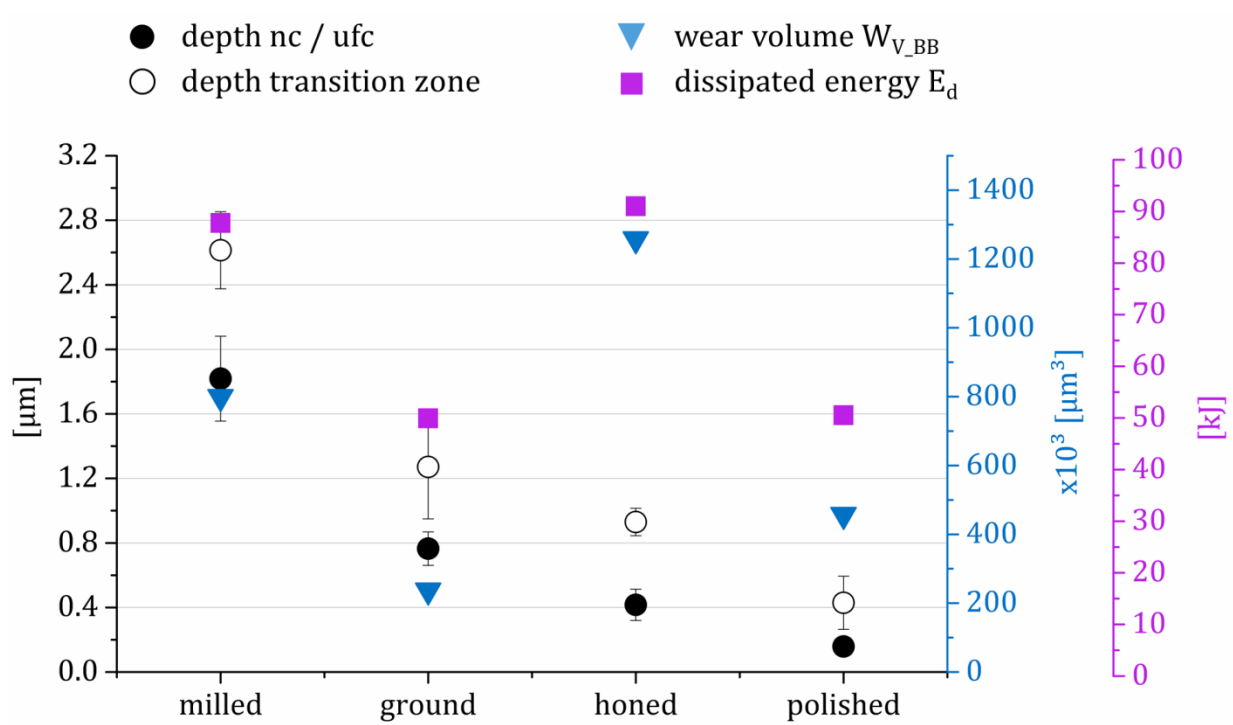 depth nc / ufc
depth transition zone
wear volume W_V_BB
dissipated energy E_d
3.2
2.8
2.4
2.0
1.6
1.2
0.8
0.4
0.0
[µm]
milled
ground
honed
polished
1400
1200
1000
800
600
400
200
0
x10³ [µm³]
100
90
80
70
60
50
40
30
20
10
0
[kJ]